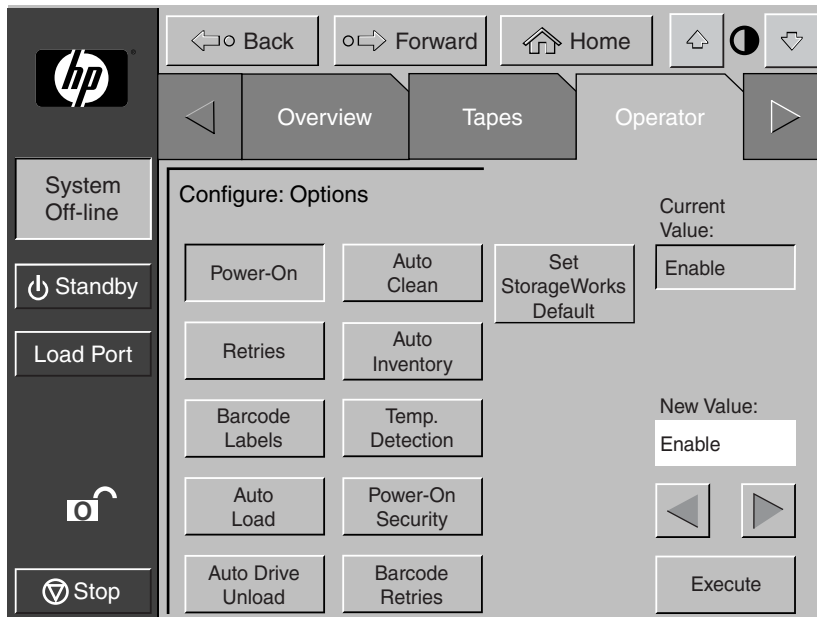 Back
Forward
Home
hp
Overview
Tapes
Operator
System
Off-line
Standby
Load Port
0
Stop
Configure: Options
Power-On
Auto
Clean
Set
StorageWorks
Default
Retries
Auto
Inventory
Barcode
Labels
Temp.
Detection
Auto
Load
Power-On
Security
Auto Drive
Unload
Barcode
Retries
Current
Value:
Enable
New Value:
Enable
Execute